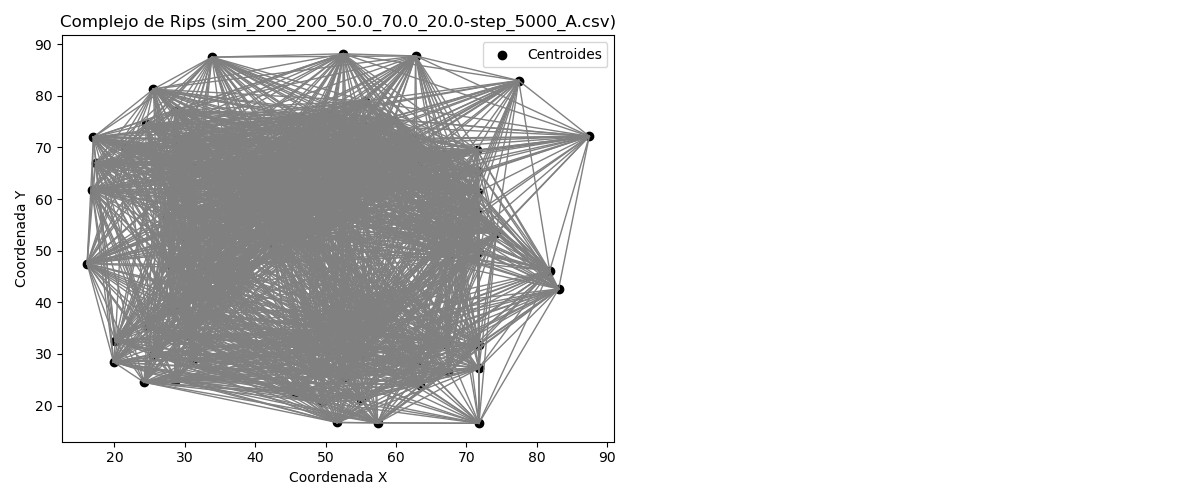 Complejo de Rips (sim_200_200_50.0_70.0_20.0-step_5000_A.csv)
Centroides
90
80
70
60
50
40
30
20
Coordenada Y
20 30 40 50 60 70 80 90
Coordenada X